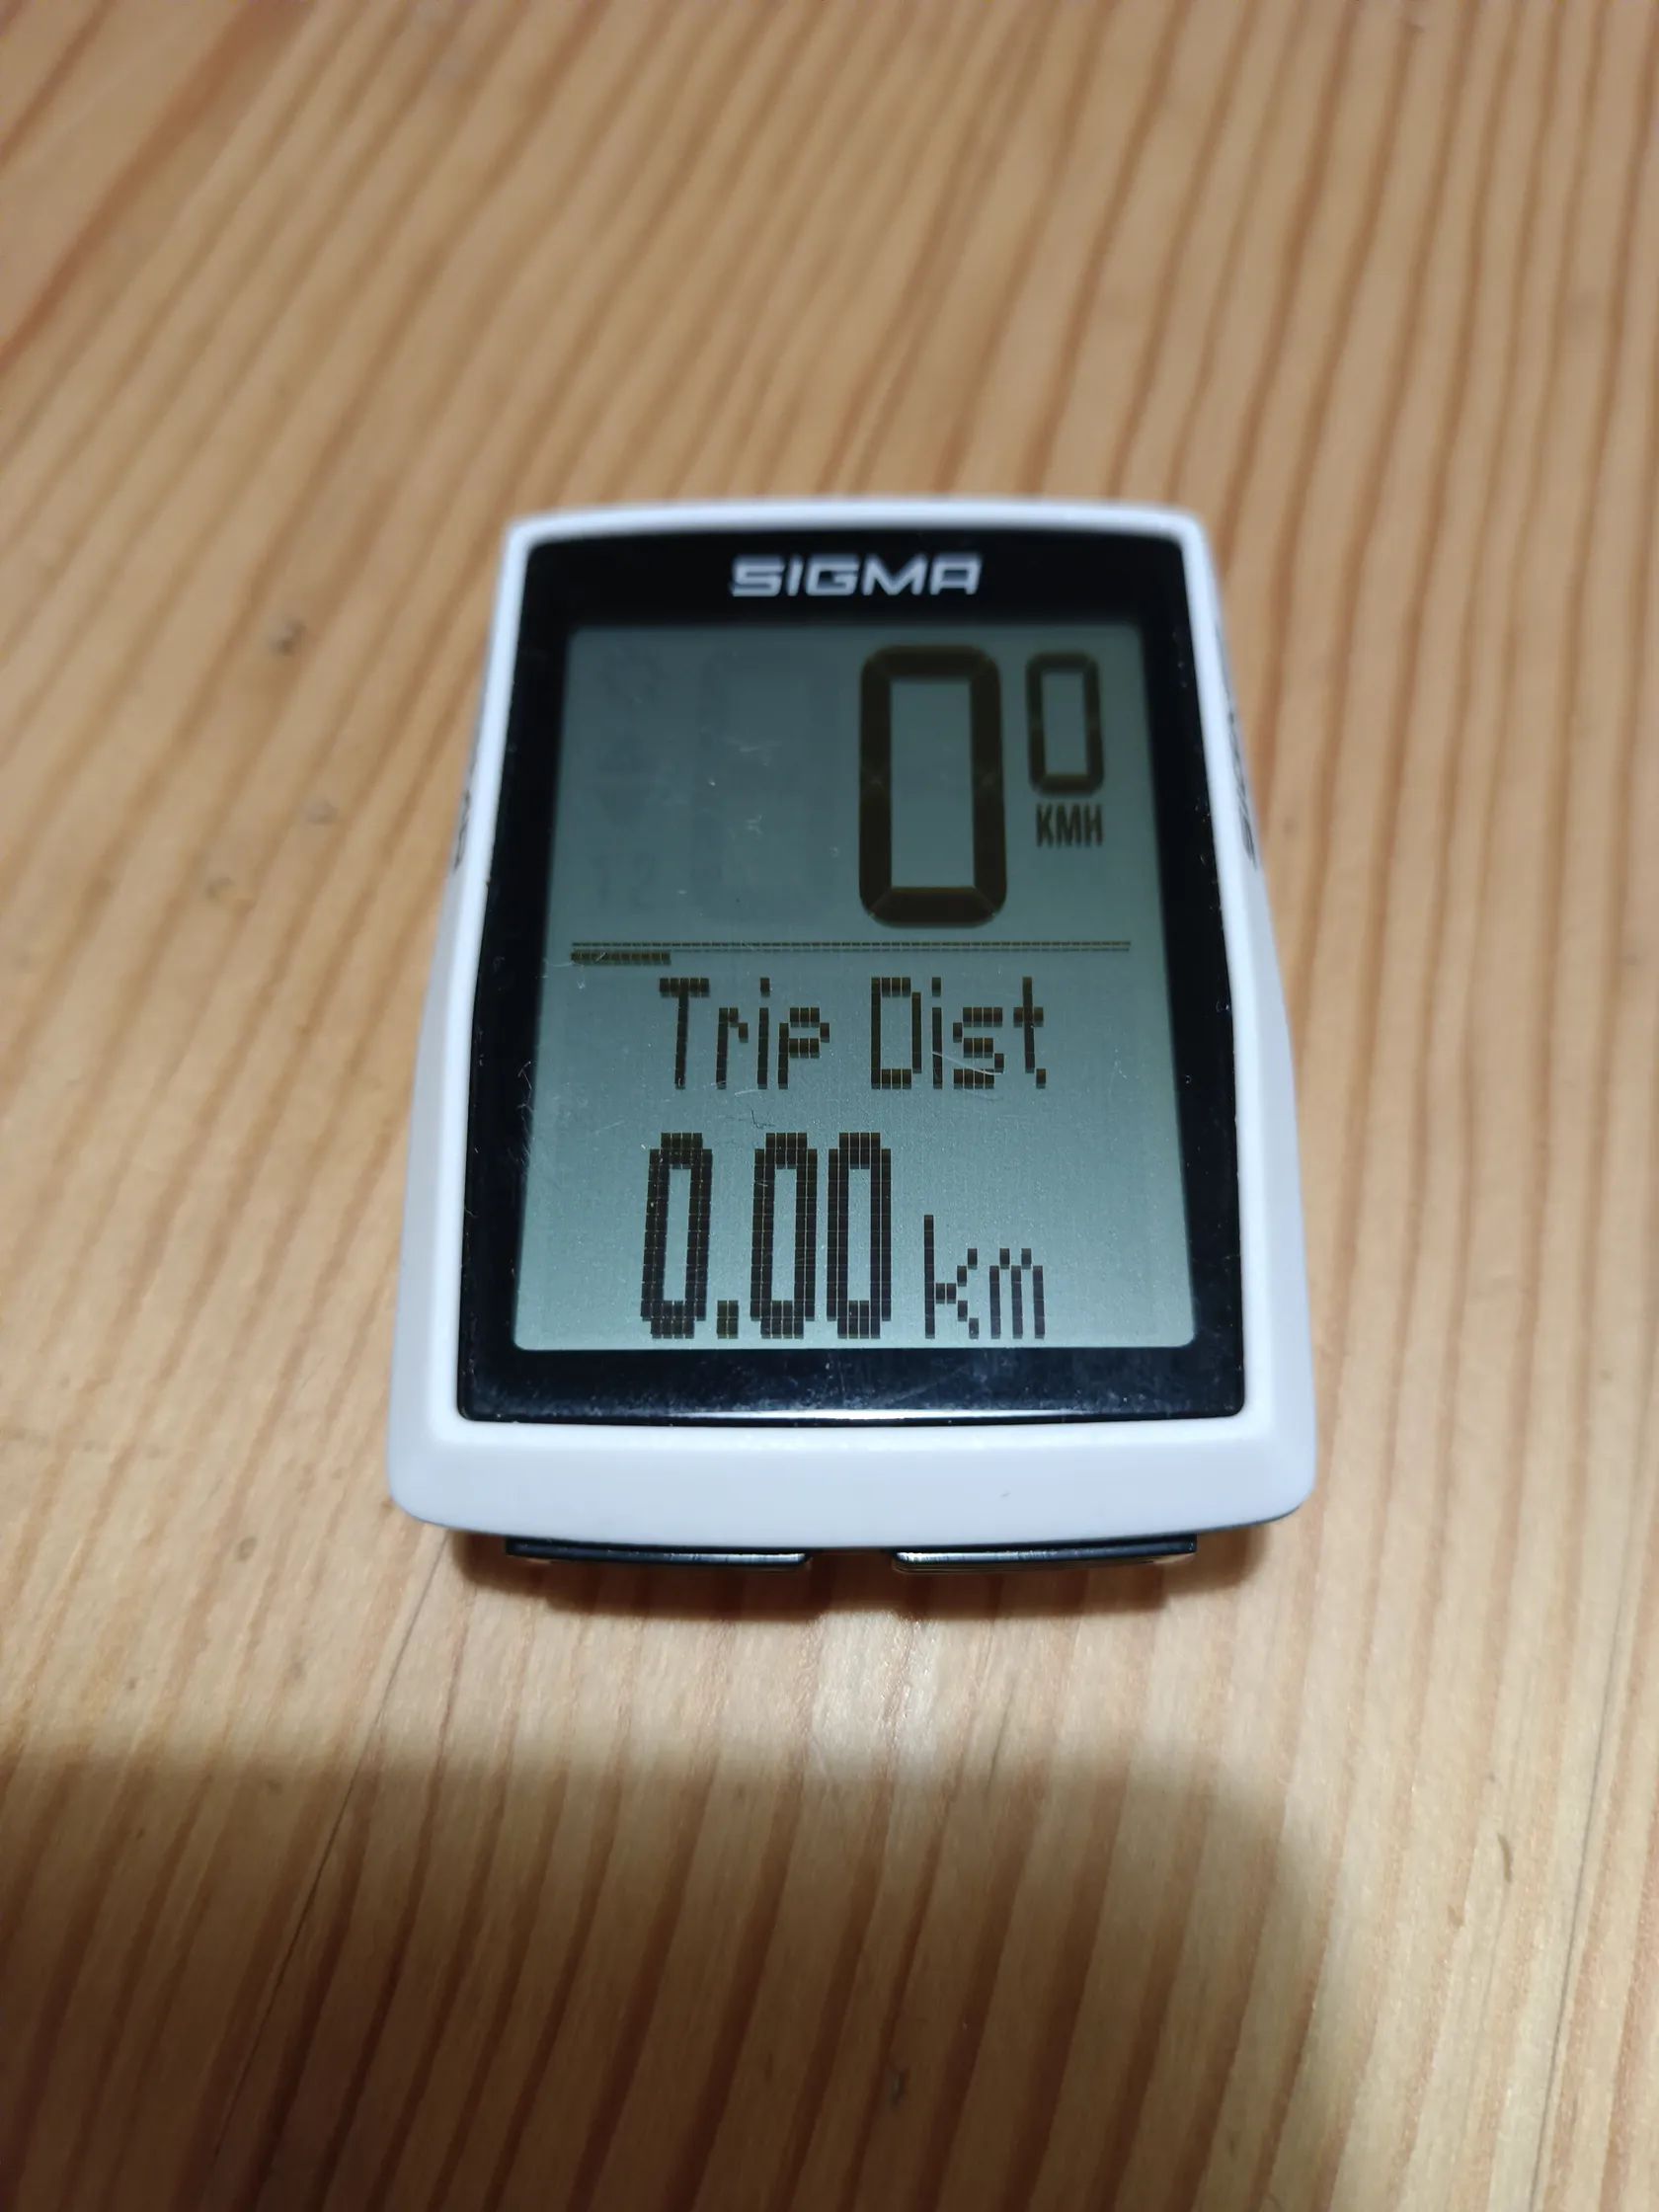 SIGMA
0 0
KMH
Trip Dist
0.00 km